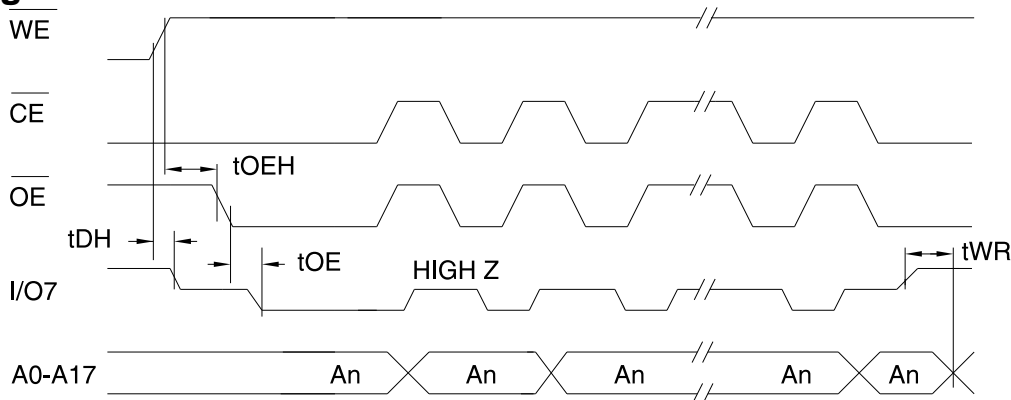 g
WE
CE
tOEH
OE
tDH
tOE
tWR
HIGH Z
I/O7
A0-A17 An An An An An